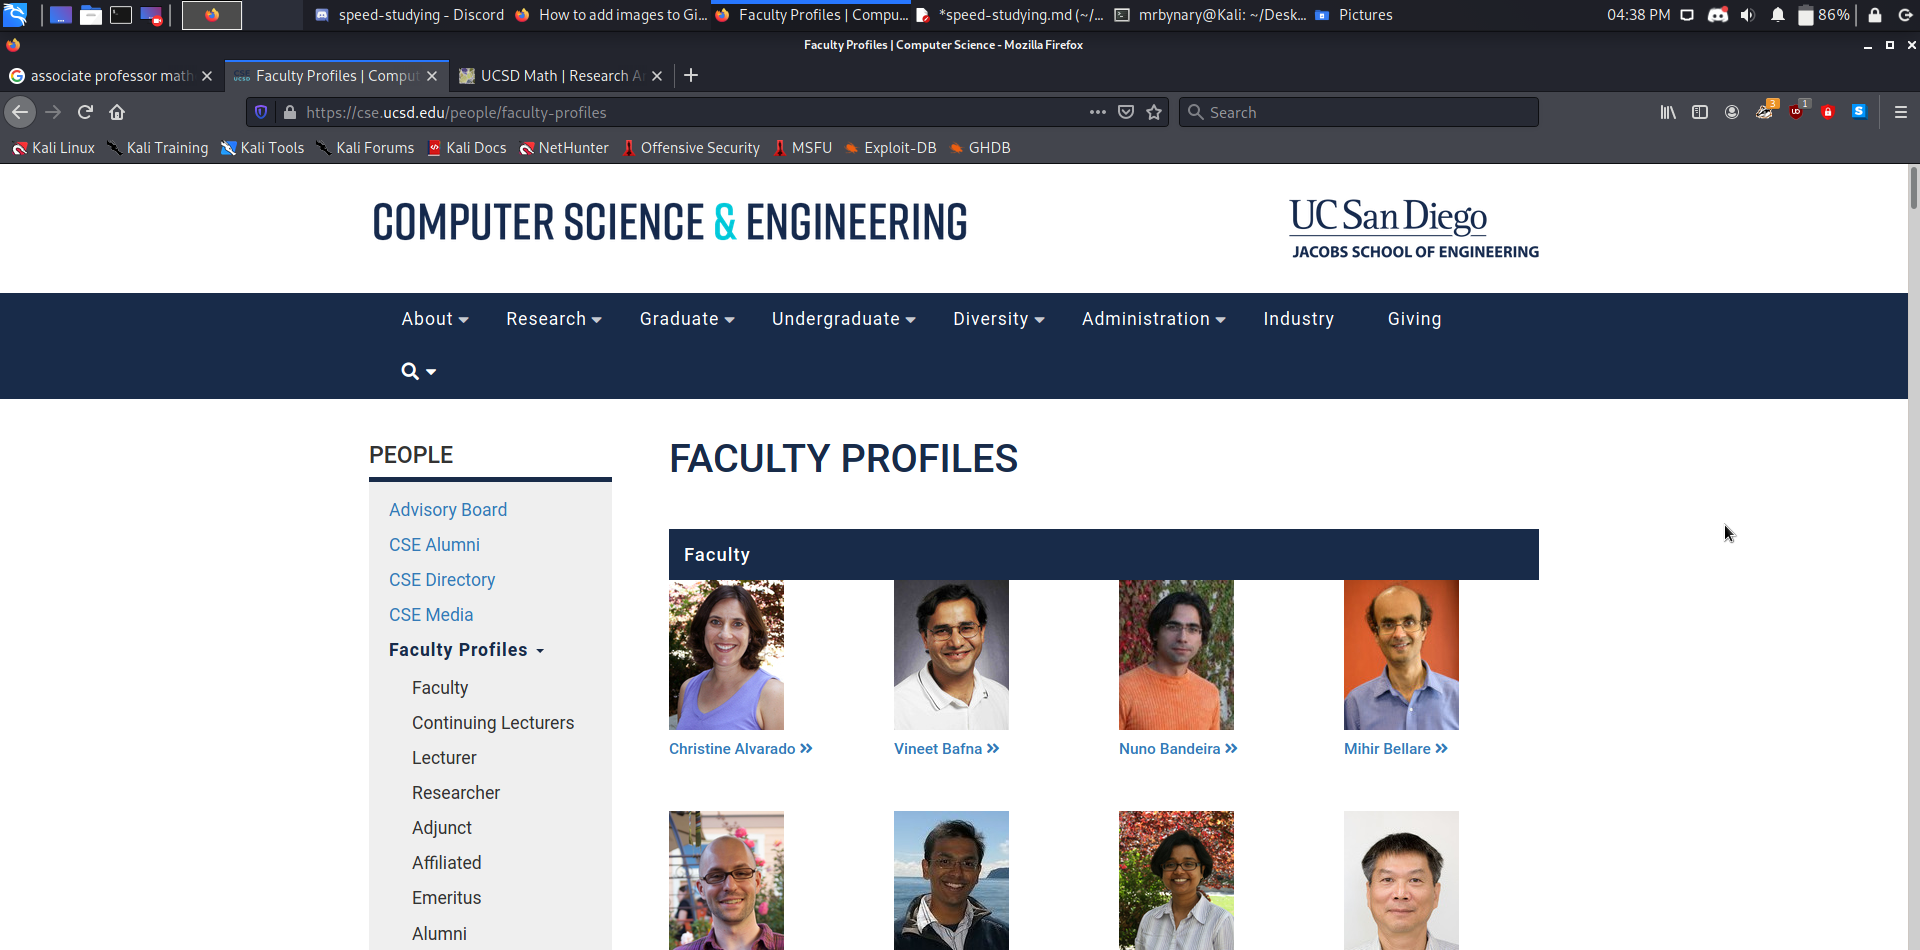 speed-studying - Discord
How to add images to Gi...
Faculty Profiles | Compu...
*speed-studying.md (~/...
mrbynary@Kali: ~/Desk...
Pictures
04:38 PM
86%
Faculty Profiles | Computer Science - Mozilla Firefox
associate professor math
Faculty Profiles | Comput
UCSD Math | Research A
https://cse.ucsd.edu/people/faculty-profiles
Search
3
1
Kali Linux
Kali Training
Kali Tools
Kali Forums
Kali Docs
NetHunter
Offensive Security
MSFU
Exploit-DB
GHDB
COMPUTER SCIENCE & ENGINEERING
UC San Diego
JACOBS SCHOOL OF ENGINEERING
About
Research
Graduate
Undergraduate
Diversity
Administration
Industry
Giving
PEOPLE
Advisory Board
CSE Alumni
CSE Directory
CSE Media
Faculty Profiles
Faculty
Continuing Lecturers
Lecturer
Researcher
Adjunct
Affiliated
Emeritus
Alumni
FACULTY PROFILES
Faculty
Christine Alvarado »
Vineet Bafna »
Nuno Bandeira »
Mihir Bellare »